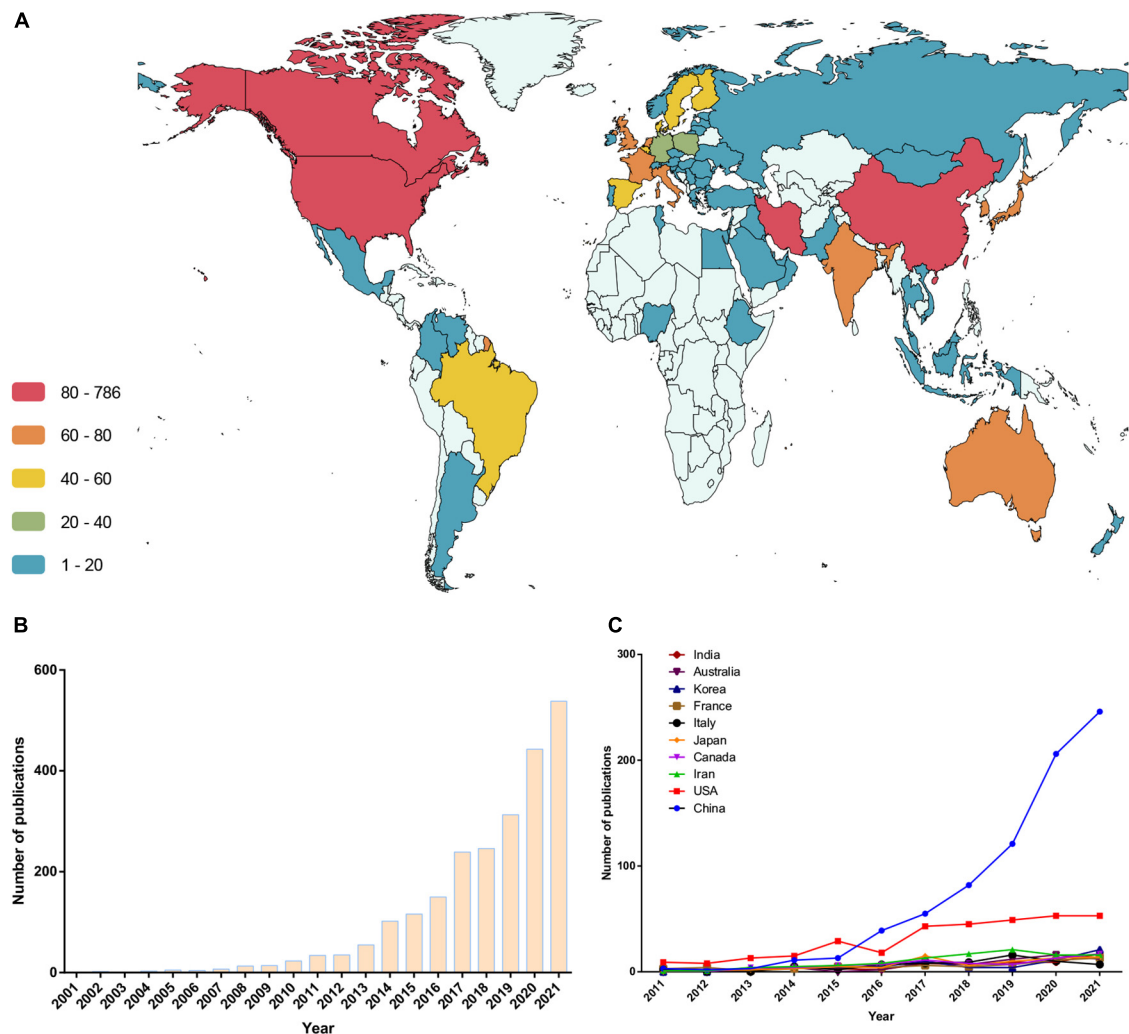 A
80 - 786
60 - 80
40 - 60
20 - 40
1 - 20
B
Number of publications
600
400
200
0
2001 2002 2003 2004 2005 2006 2007 2008 2009 2010 2011 2012 2013 2014 2015 2016 2017 2018 2019 2020 2021
Year
C
Number of publications
300
200
100
0
India
Australia
Korea
France
Italy
Japan
Canada
Iran
USA
China
2011 2012 2013 2014 2015 2016 2017 2018 2019 2020 2021
Year